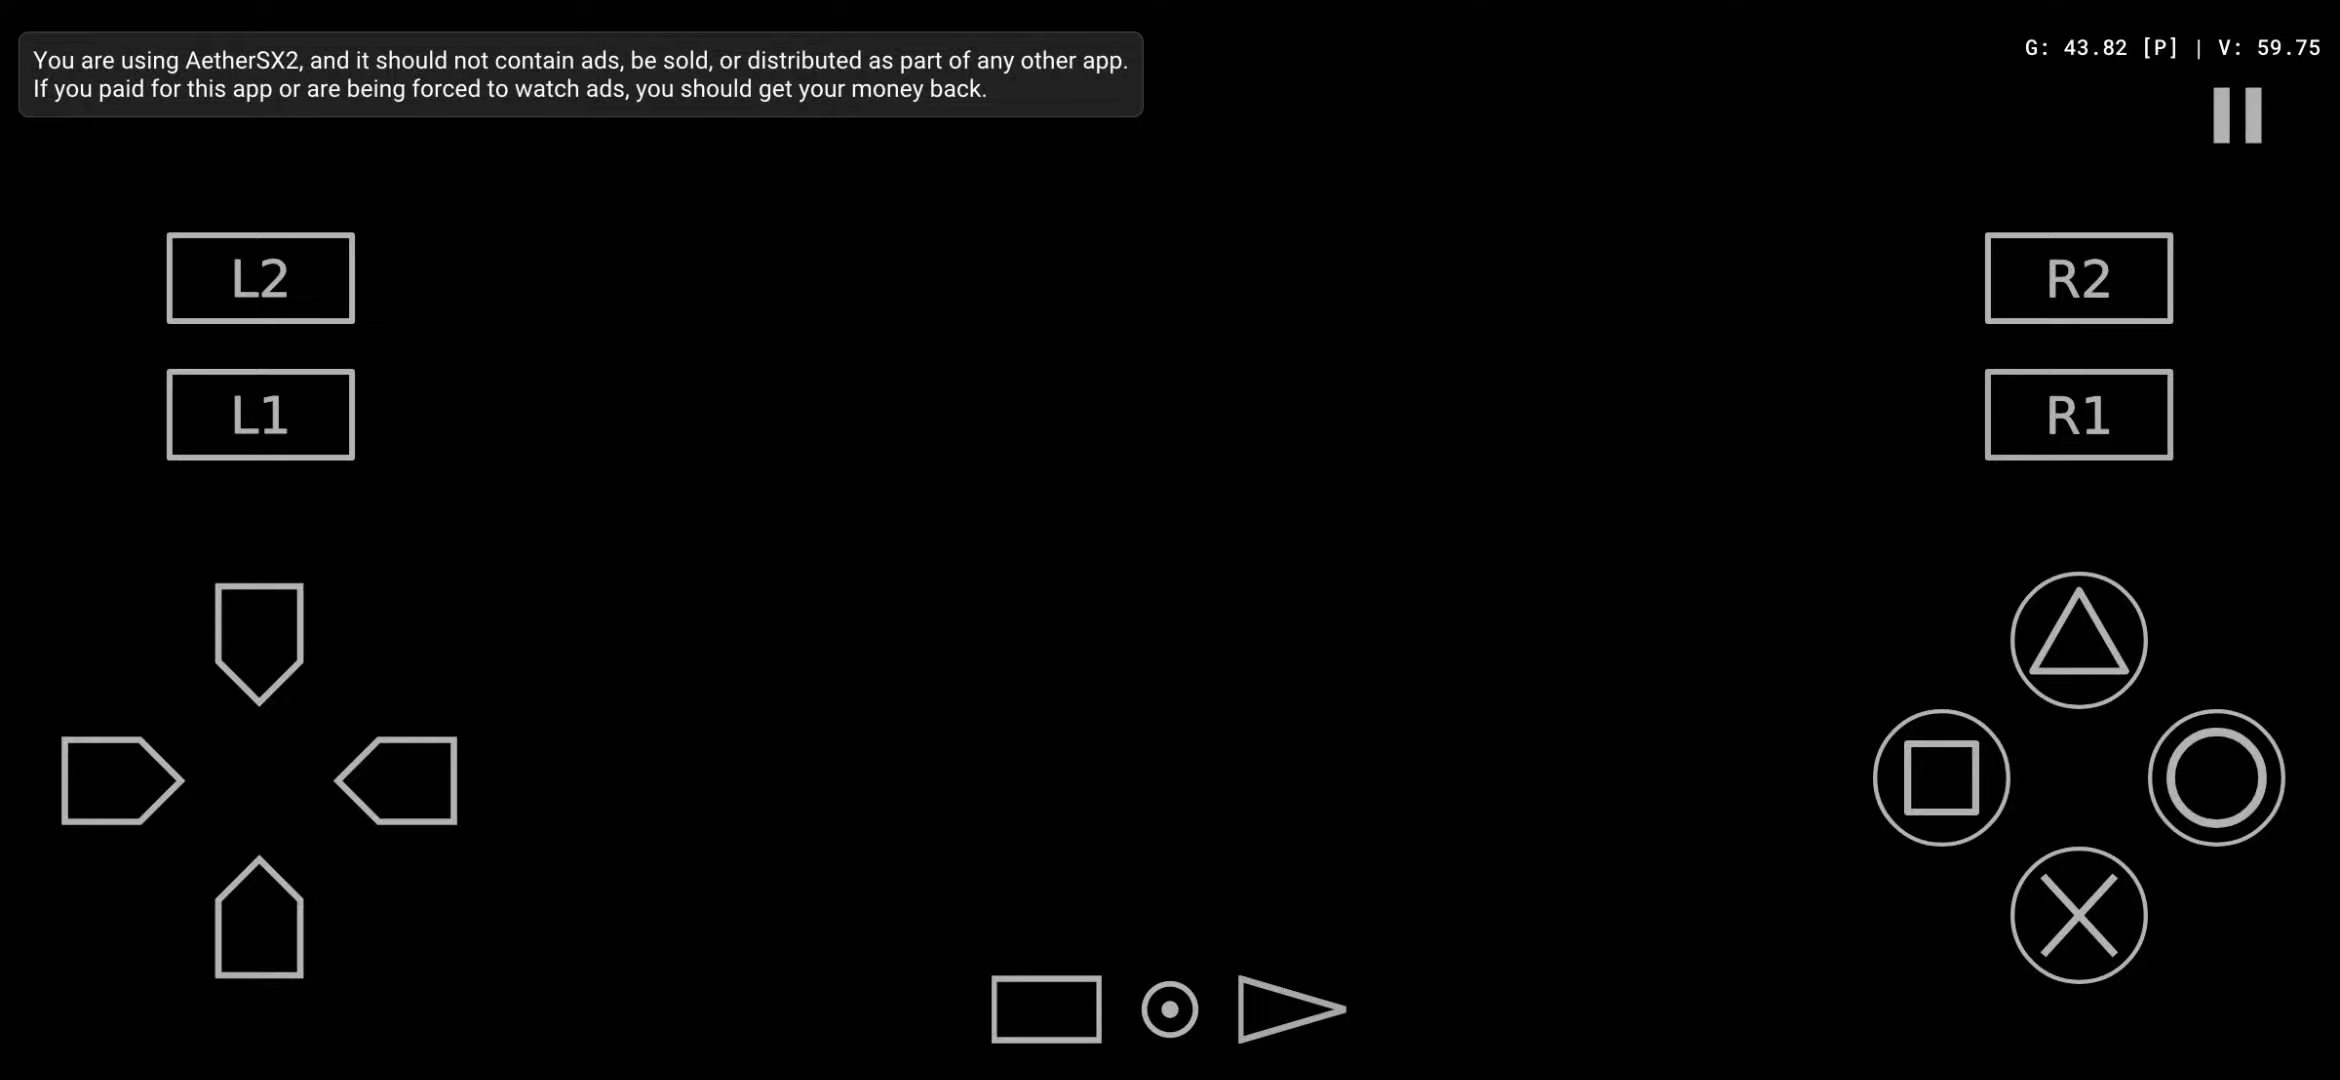 You are using AetherSX2, and it should not contain ads, be sold, or distributed as part of any other app.
If you paid for this app or are being forced to watch ads, you should get your money back.
G: 43.82 [P] | V: 59.75
L2
R2
L1
R1